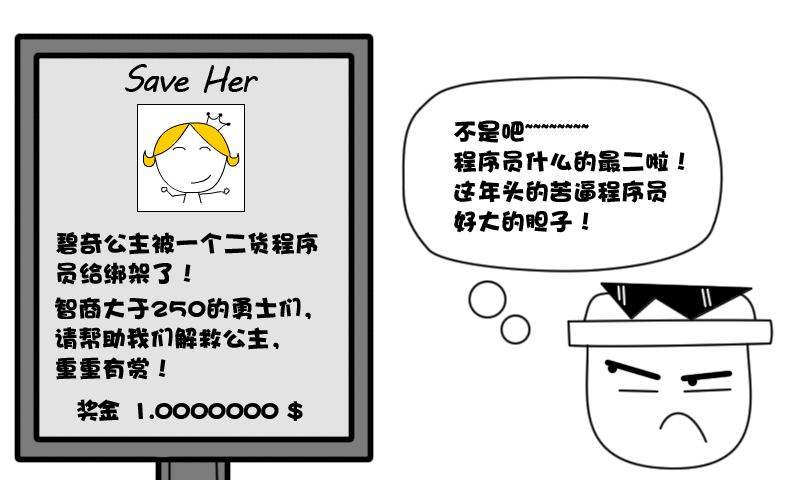 Save Her
碧奇公主被一个二货程序
员给绑架了！
智商大于250的勇士们，
请帮助我们解救公主，
重重有赏！
奖金 1.0000000 $
不是吧~~~~~~~~
程序员什么的最二啦！
这年头的苦逼程序员
好大的胆子！